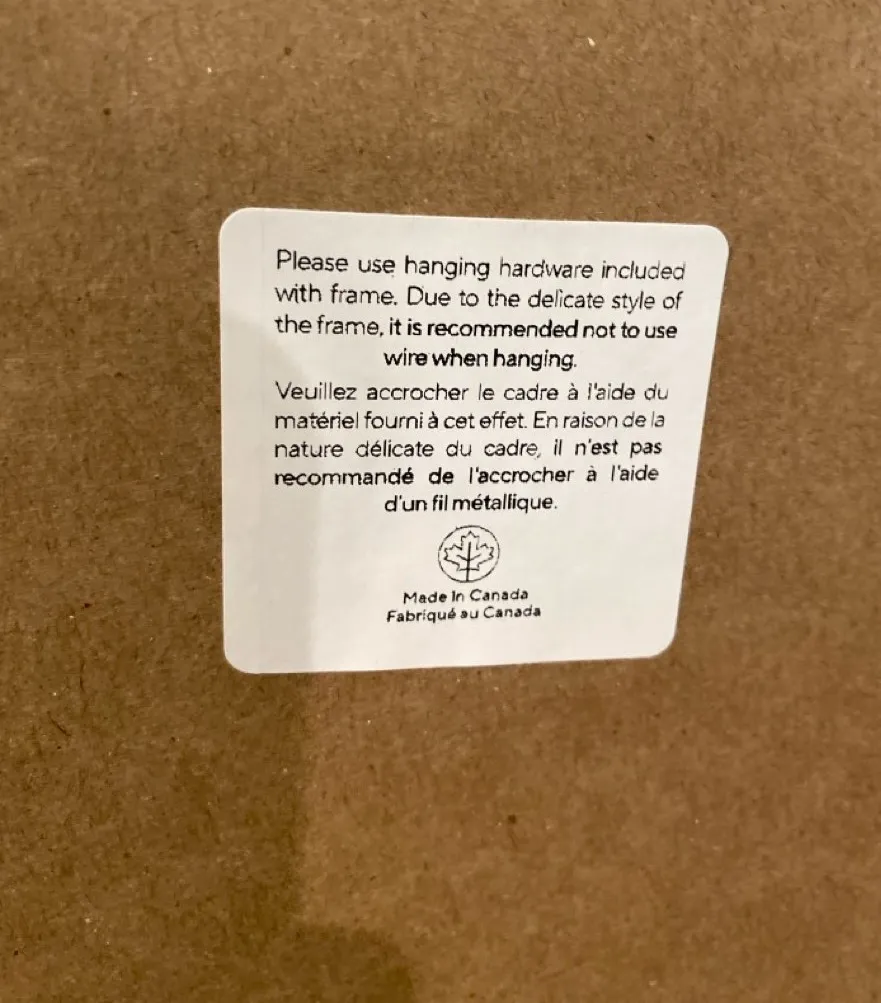 Please use hanging hardware included
with frame. Due to the delicate style of
the frame, it is recommended not to use
wire when hanging.
Veuillez accrocher le cadre à l'aide du
matériel fourni à cet effet. En raison de la
nature délicate du cadre, il n'est pas
recommandé de l'accrocher à l'aide
d'un fil métallique.
Made In Canada
Fabriqué au Canada